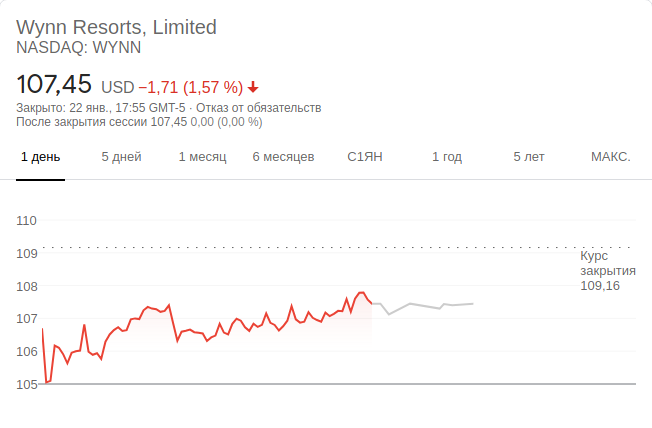 Wynn Resorts, Limited
NASDAQ: WYNN
107,45 USD −1,71 (1,57 %)
Закрыто: 22 янв., 17:55 GMT-5 · Отказ от обязательств
После закрытия сессии 107,45 0,00 (0,00 %)
1 день 5 дней 1 месяц 6 месяцев С1ЯН 1 год 5 лет МАКС.
110
109
108
107
106
105
Курс
закрытия
109,16